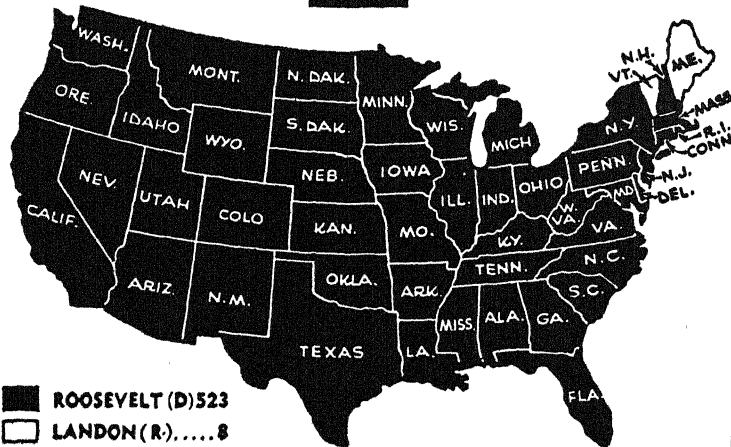 WASH.
ORE
CALIF.
IDAHO
NEV.
MONT.
WYO.
UTAH
COLO
ARIZ.
N.M.
N. DAK.
S. DAK.
NEB.
KAN.
OKLA.
TEXAS
MINN.
IOWA
MO.
ARK.
LA.
WIS.
ILL.
MICH
IND.
OHIO
KY.
TENN.
MISS.
ALA.
GA.
FLA.
S.C.
N.C.
VA.
W.
VA.
MD
PENN.
N.Y.
N.H.
VT.
ME.
MASS
R.I.
CONN
N.J.
DEL.
ROOSEVELT (D) 523
LANDON (R.).....8